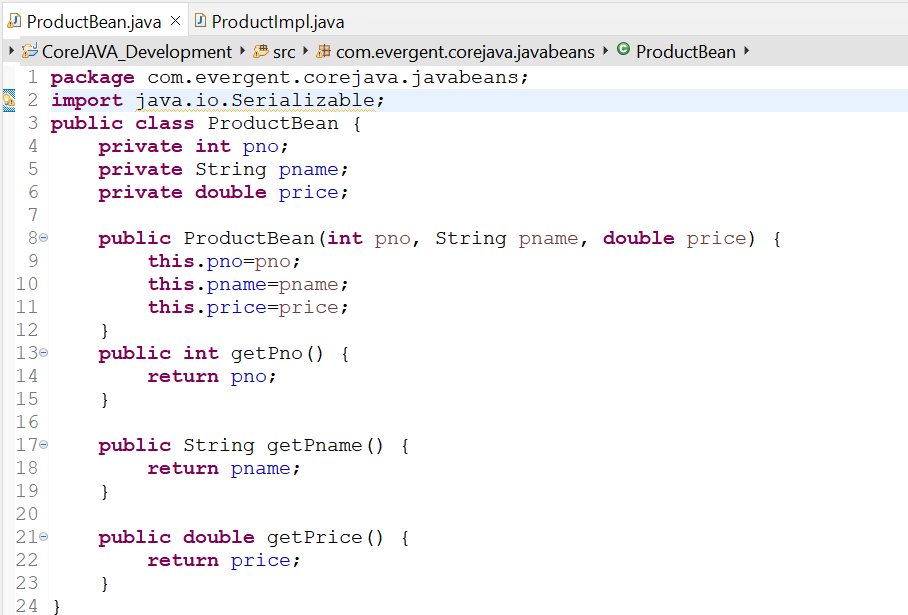 ProductBean.java × ProductImpl.java
CoreJAVA_Development src com.evergent.corejava.javabeans ProductBean
1 package com.evergent.corejava.javabeans;
2 import java.io.Serializable;
3 public class ProductBean {
4     private int pno;
5     private String pname;
6     private double price;
7
8     public ProductBean(int pno, String pname, double price) {
9         this.pno=pno;
10         this.pname=pname;
11         this.price=price;
12     }
13     public int getPno() {
14         return pno;
15     }
16
17     public String getPname() {
18         return pname;
19     }
20
21     public double getPrice() {
22         return price;
23     }
24 }